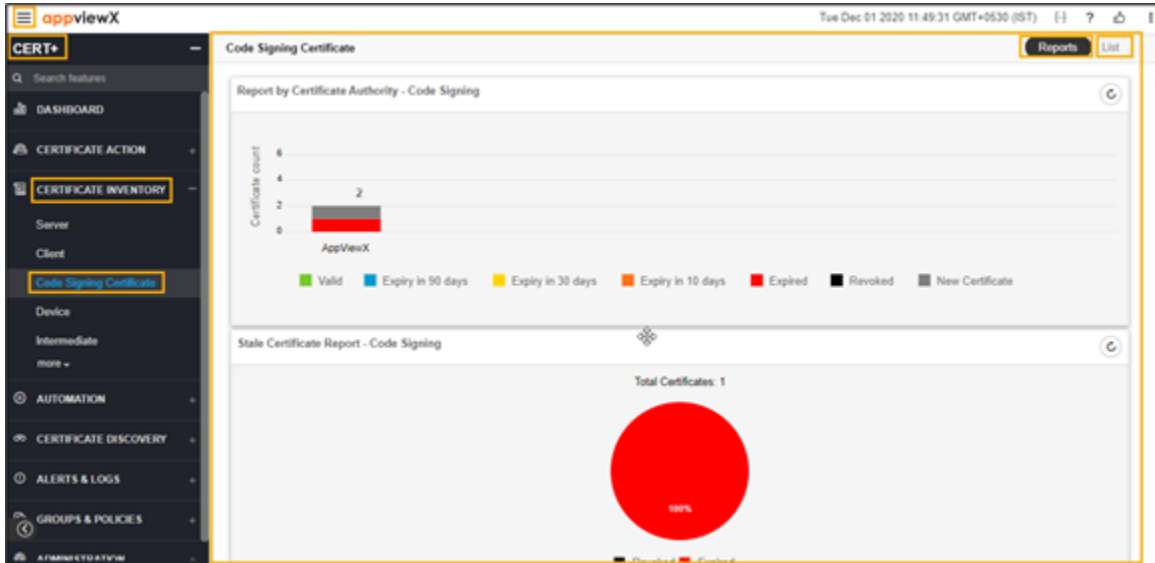 appviewX
Tue Dec 01 2020 11:49:31 GMT+0530 (IST)
CERT+
Search features
DASHBOARD
CERTIFICATE ACTION
CERTIFICATE INVENTORY
Server
Client
Code Signing Certificate
Device
Intermediate
more
AUTOMATION
CERTIFICATE DISCOVERY
ALERTS & LOGS
GROUPS & POLICIES
ADMINISTRATION
Code Signing Certificate
Reports
List
Report by Certificate Authority - Code Signing
Certificate count
6
4
2
0
2
AppViewX
Valid Expiry in 90 days Expiry in 30 days Expiry in 10 days Expired Revoked New Certificate
Stale Certificate Report - Code Signing
Total Certificates: 1
100%
Revoked Expired